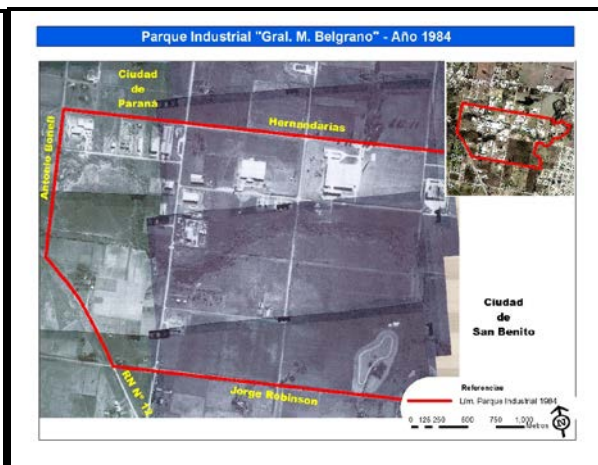 Parque Industrial "Gral. M. Belgrano" - Año 1984
Ciudad
de
Paraná
Hernandarias
Antonio Bonell
Ciudad
de
San Benito
RN Nº 12
Jorge Robinson
Referencias
Lim. Parque Industrial 1984
0 125 250 500 750 1,000
Metros
N